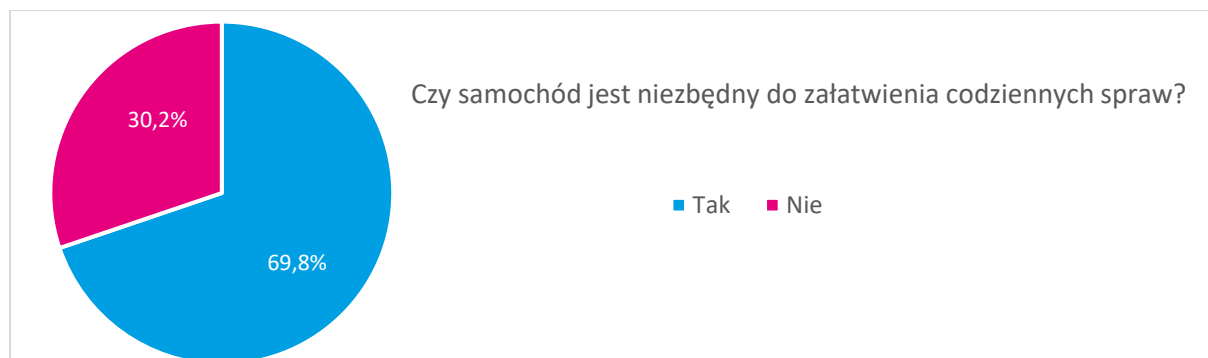 30,2%
Czy samochód jest niezbędny do załatwienia codziennych spraw?
Tak Nie
69,8%